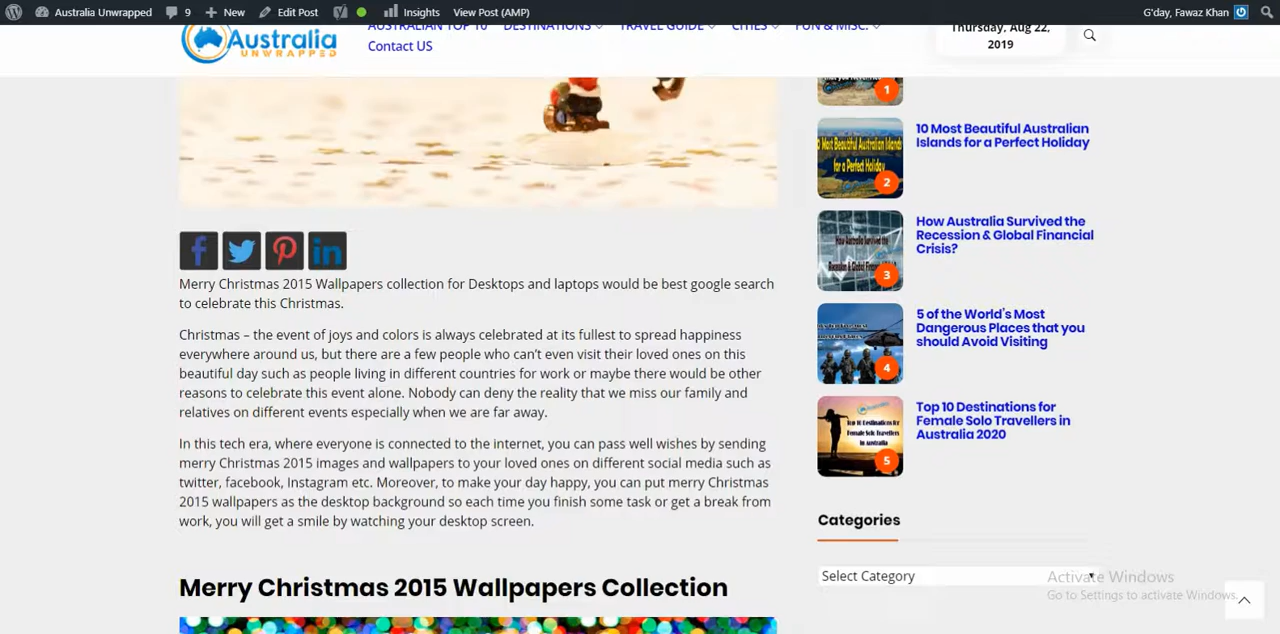 Australia Unwrapped 9 New Edit Post Insights View Post (AMP) G'day, Fawaz Khan
AUSTRALIAN TOP 10 DESTINATIONS TRAVEL GUIDE CITIES FUN & MISC.
Contact US
Australia
UNWRAPPED
Thursday, Aug 22,
2019
1
10 Most Beautiful Australian
Islands for a Perfect Holiday
2
How Australia Survived the
Recession & Global Financial
Crisis?
3
5 of the World's Most
Dangerous Places that you
should Avoid Visiting
4
Top 10 Destinations for
Female Solo Travellers in
Australia 2020
5
Merry Christmas 2015 Wallpapers collection for Desktops and laptops would be best google search
to celebrate this Christmas.
Christmas – the event of joys and colors is always celebrated at its fullest to spread happiness
everywhere around us, but there are a few people who can't even visit their loved ones on this
beautiful day such as people living in different countries for work or maybe there would be other
reasons to celebrate this event alone. Nobody can deny the reality that we miss our family and
relatives on different events especially when we are far away.
In this tech era, where everyone is connected to the internet, you can pass well wishes by sending
merry Christmas 2015 images and wallpapers to your loved ones on different social media such as
twitter, facebook, Instagram etc. Moreover, to make your day happy, you can put merry Christmas
2015 wallpapers as the desktop background so each time you finish some task or get a break from
work, you will get a smile by watching your desktop screen.
Merry Christmas 2015 Wallpapers Collection
Categories
Select Category
Activate Windows
Go to Settings to activate Windows.